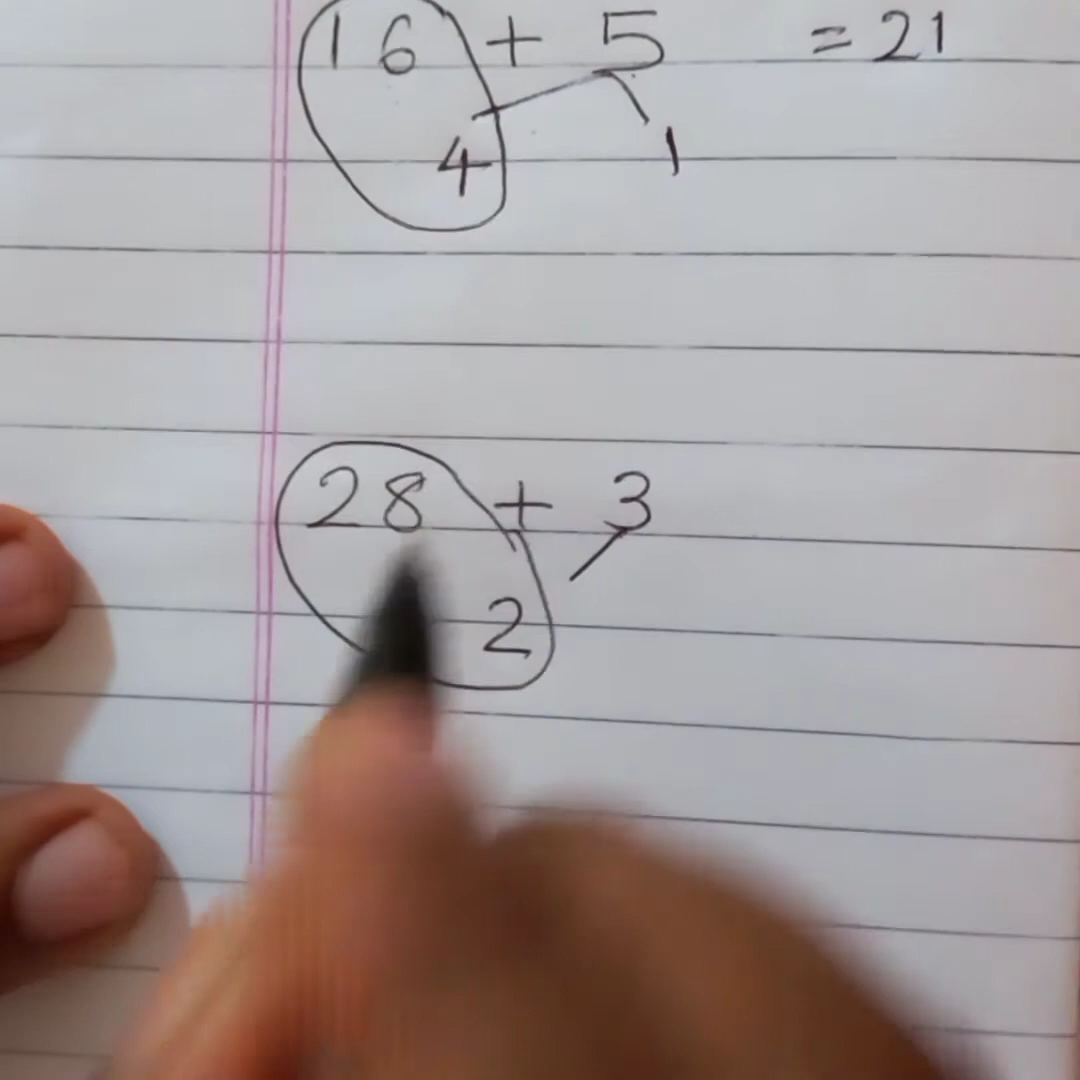 16 + 5 = 21
4 1
28 + 3
2